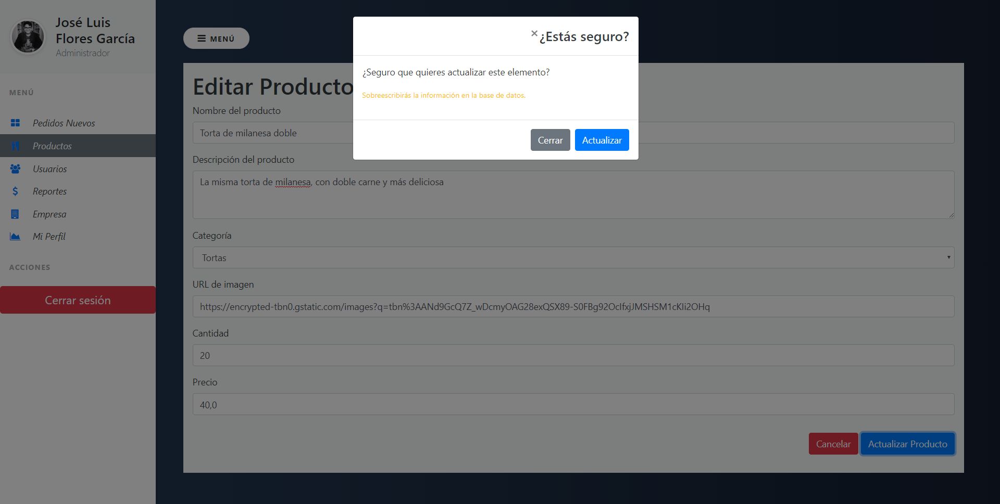 José Luis
Flores García
Administrador
MENÚ
Pedidos Nuevos
Productos
Usuarios
Reportes
Empresa
Mi Perfil
ACCIONES
Cerrar sesión
MENÚ
× ¿Estás seguro?
¿Seguro que quieres actualizar este elemento?
Sobreescribirás la información en la base de datos.
Cerrar
Actualizar
Editar Producto
Nombre del producto
Torta de milanesa doble
Descripción del producto
La misma torta de milanesa, con doble carne y más deliciosa
Categoría
Tortas
URL de imagen
https://encrypted-tbn0.gstatic.com/images?q=tbn%3AANd9GcQ7Z_wDcmyOAG28exQSX89-S0FBg92OcIfxjJMSHSM1cKIi2OHq
Cantidad
20
Precio
40,0
Cancelar
Actualizar Producto